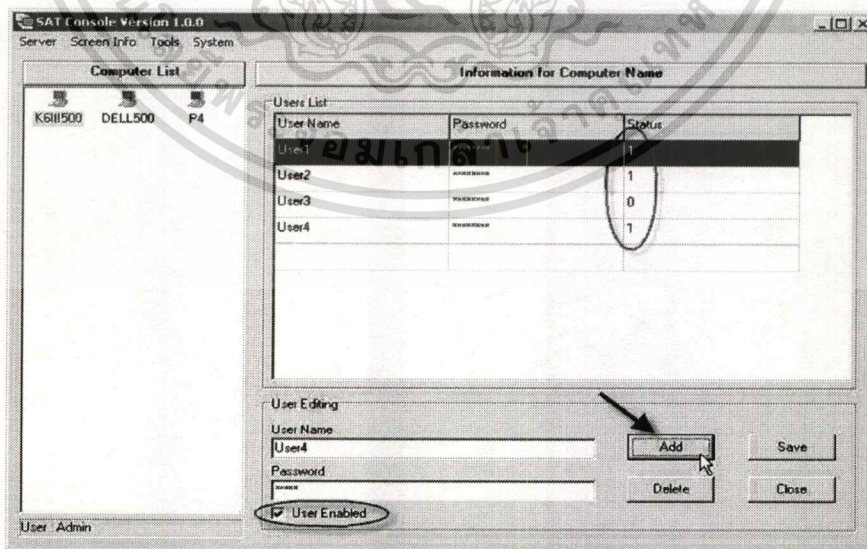 SAT Console Version 1.0.0
Server Screen Info Tools System
Computer List
Information for Computer Name
K6III500 DELL500 P4
Users List
User Name Password Status
User1 ******** 1
User2 ******** 1
User3 ******** 0
User4 ******** 1
User Editing
User Name
User4
Add
Save
Password
*****
Delete
Close
User Enabled
User : Admin